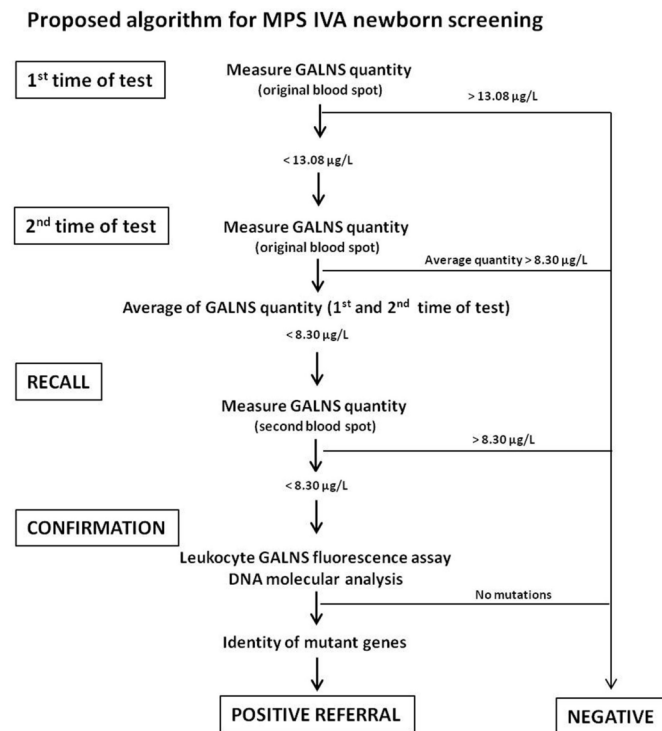 Proposed algorithm for MPS IVA newborn screening
1st time of test
Measure GALNS quantity
(original blood spot)
> 13.08 µg/L
< 13.08 µg/L
2nd time of test
Measure GALNS quantity
(original blood spot)
Average quantity > 8.30 µg/L
Average of GALNS quantity (1st and 2nd time of test)
< 8.30 µg/L
RECALL
Measure GALNS quantity
(second blood spot)
> 8.30 µg/L
< 8.30 µg/L
CONFIRMATION
Leukocyte GALNS fluorescence assay
DNA molecular analysis
No mutations
Identity of mutant genes
POSITIVE REFERRAL
NEGATIVE